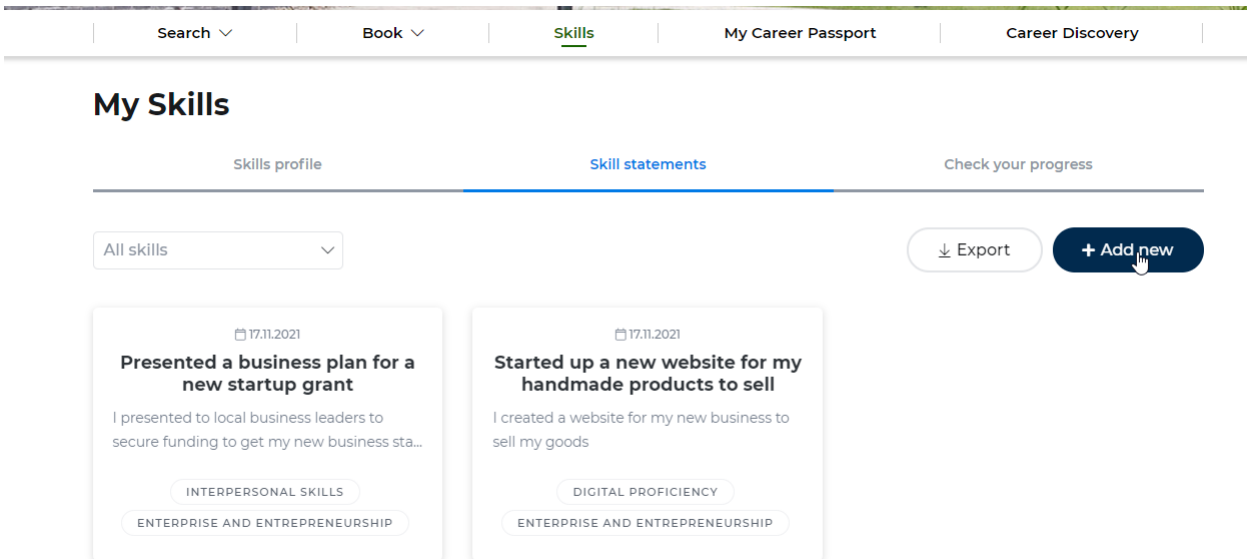 Search
Book
Skills
My Career Passport
Career Discovery
My Skills
Skills profile
Skill statements
Check your progress
All skills
Export
+ Add new
17.11.2021
Presented a business plan for a
new startup grant
I presented to local business leaders to
secure funding to get my new business sta...
INTERPERSONAL SKILLS
ENTERPRISE AND ENTREPRENEURSHIP
17.11.2021
Started up a new website for my
handmade products to sell
I created a website for my new business to
sell my goods
DIGITAL PROFICIENCY
ENTERPRISE AND ENTREPRENEURSHIP